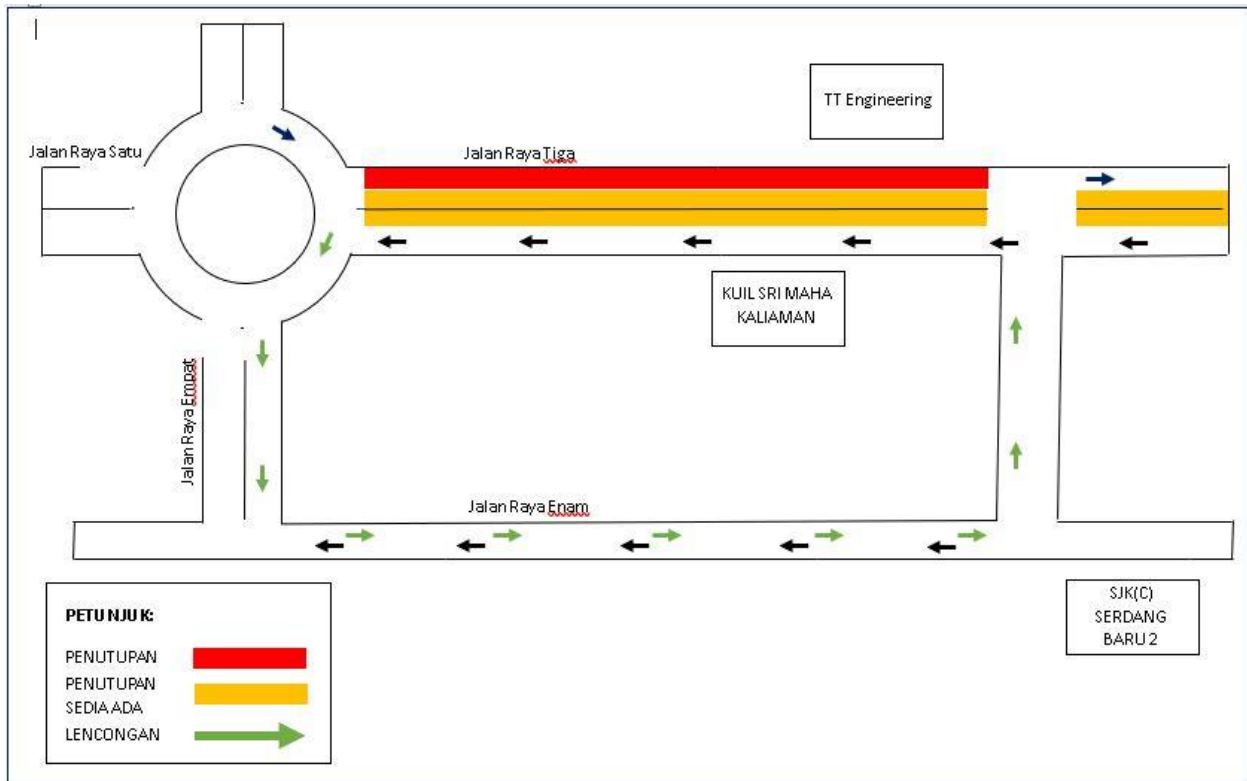 TT Engineering
Jalan Raya Satu
Jalan Raya Tiga
KUIL SRI MAHA
KALIAMAN
Jalan Raya Empat
Jalan Raya Enam
PETUNJUK:
PENUTUPAN
PENUTUPAN
SEDIA ADA
LENCONGAN
SJK(C)
SERDANG
BARU 2